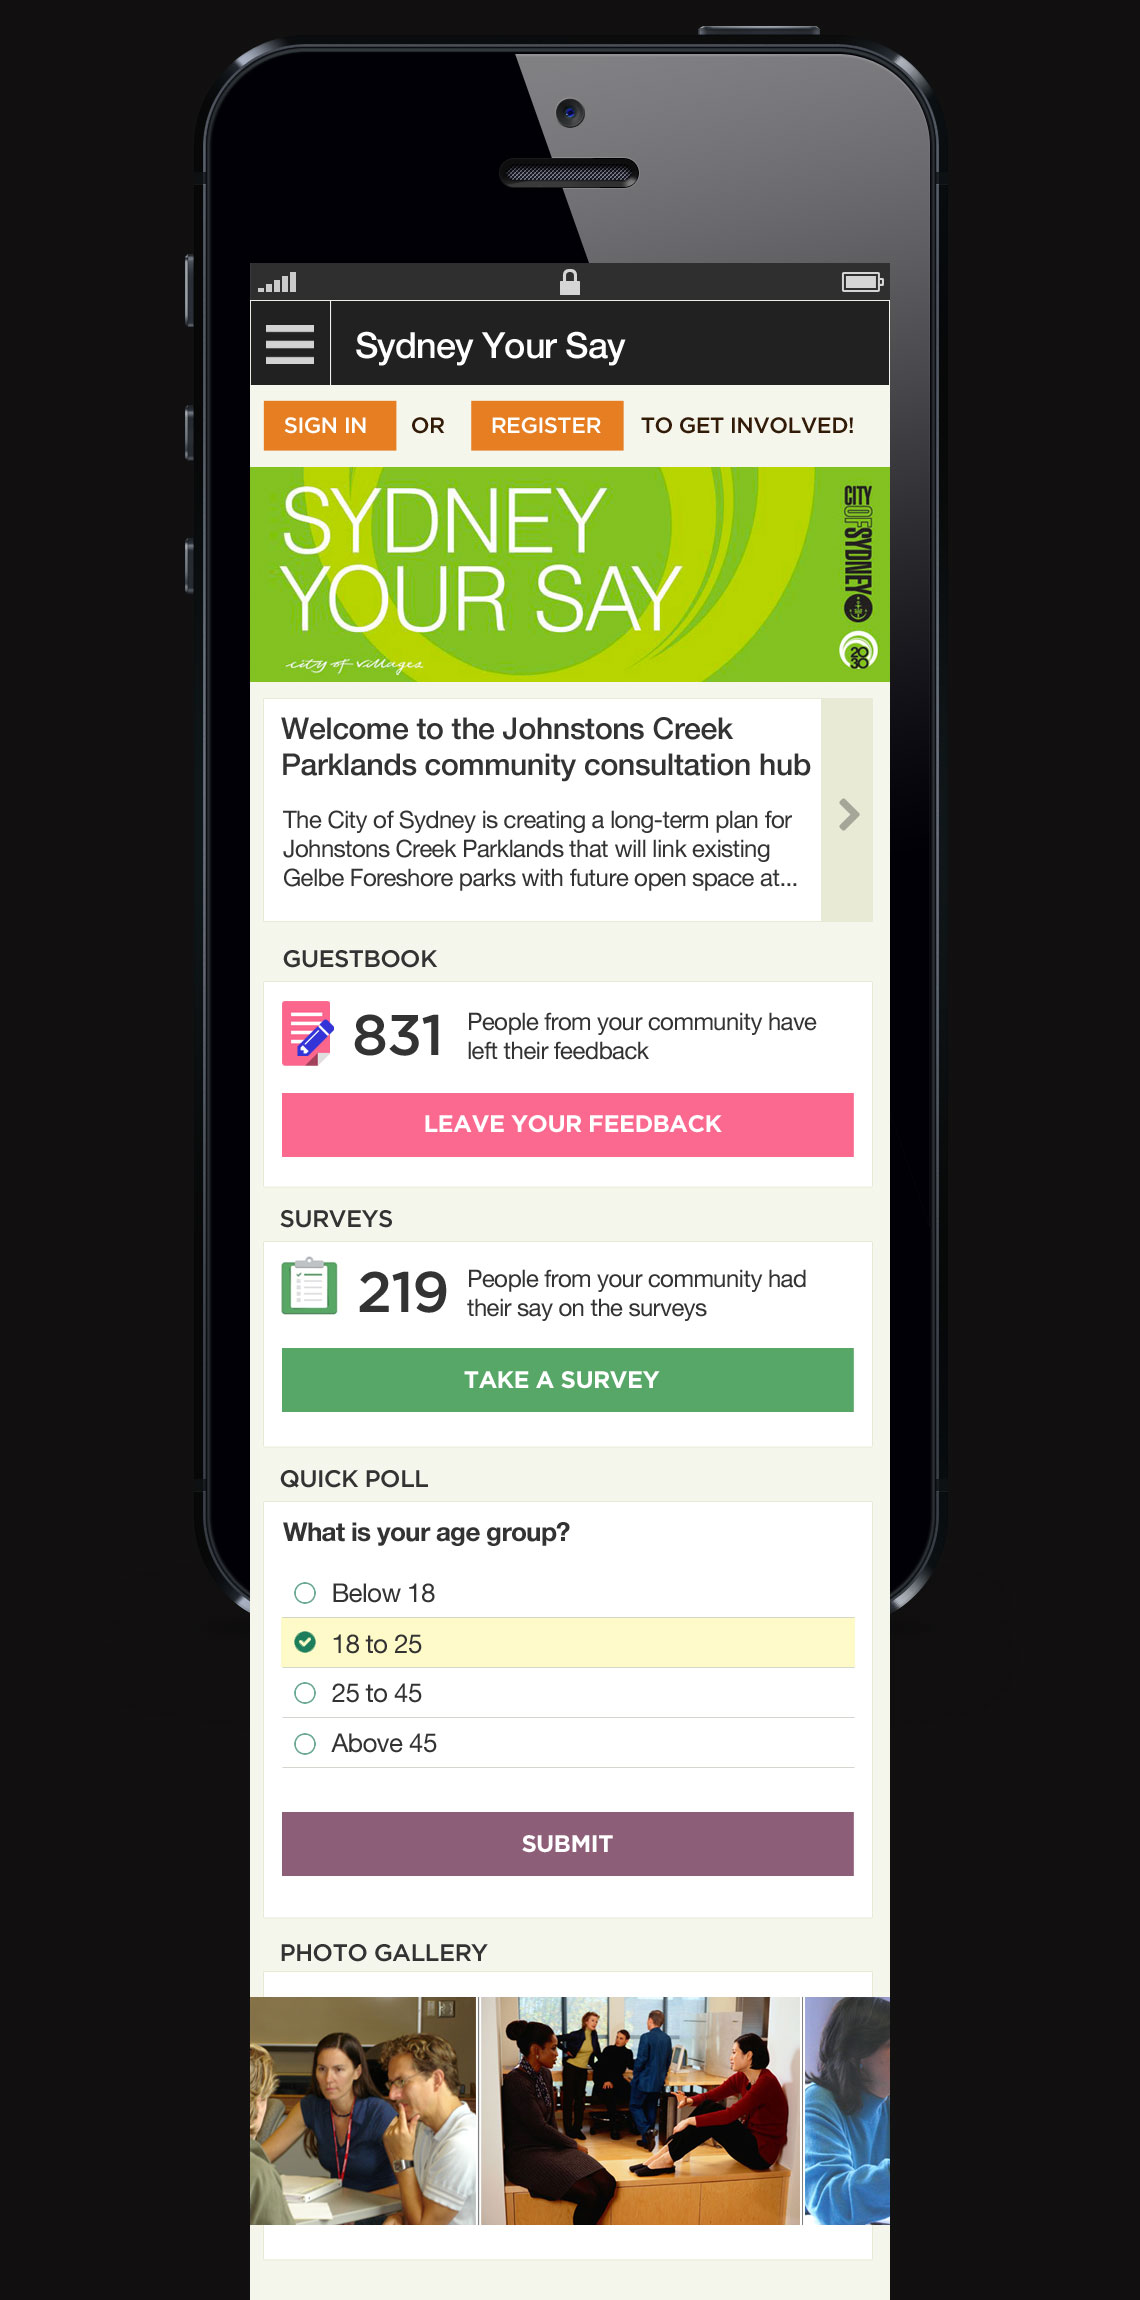 Sydney Your Say
SIGN IN OR REGISTER TO GET INVOLVED!
SYDNEY
YOUR SAY
city of villages
CITY OF SYDNEY
2030
Welcome to the Johnstons Creek
Parklands community consultation hub
The City of Sydney is creating a long-term plan for
Johnstons Creek Parklands that will link existing
Gelbe Foreshore parks with future open space at...
GUESTBOOK
831 People from your community have
left their feedback
LEAVE YOUR FEEDBACK
SURVEYS
219 People from your community had
their say on the surveys
TAKE A SURVEY
QUICK POLL
What is your age group?
Below 18
18 to 25
25 to 45
Above 45
SUBMIT
PHOTO GALLERY